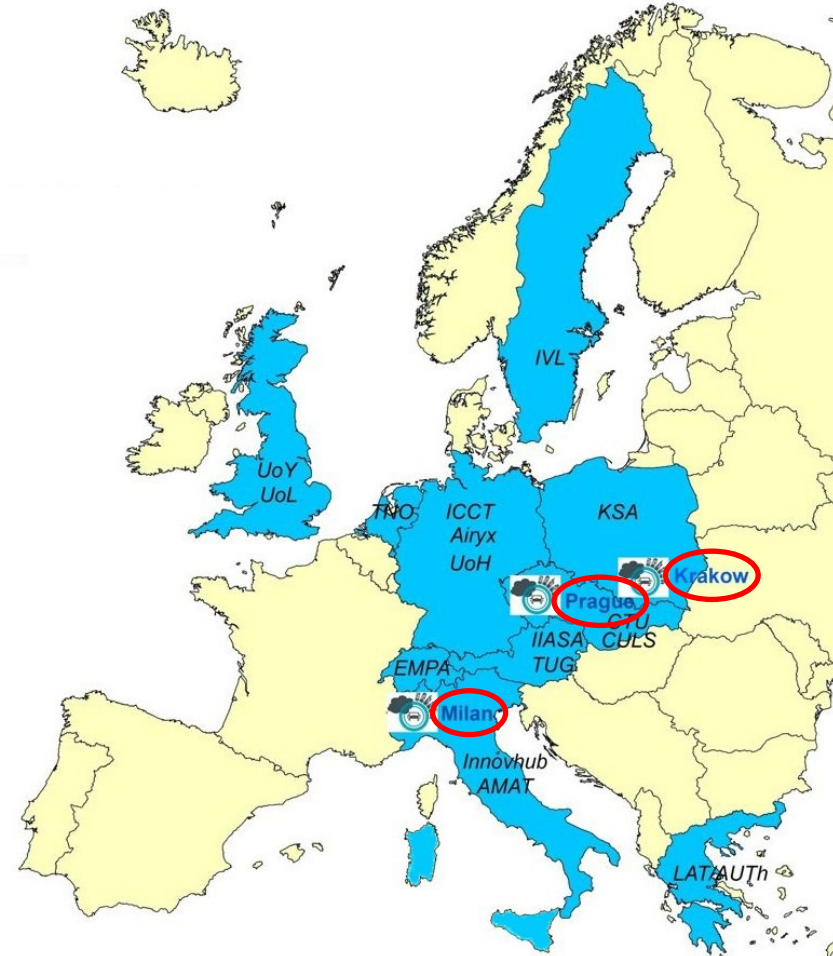 IVL
UoY
UoL
TNO
ICCT
Airyx
UoH
KSA
Krakow
Prague
CTU
CULS
IIASA
TUG
EMPA
Milan
Innovhub
AMAT
LAT/AUTh